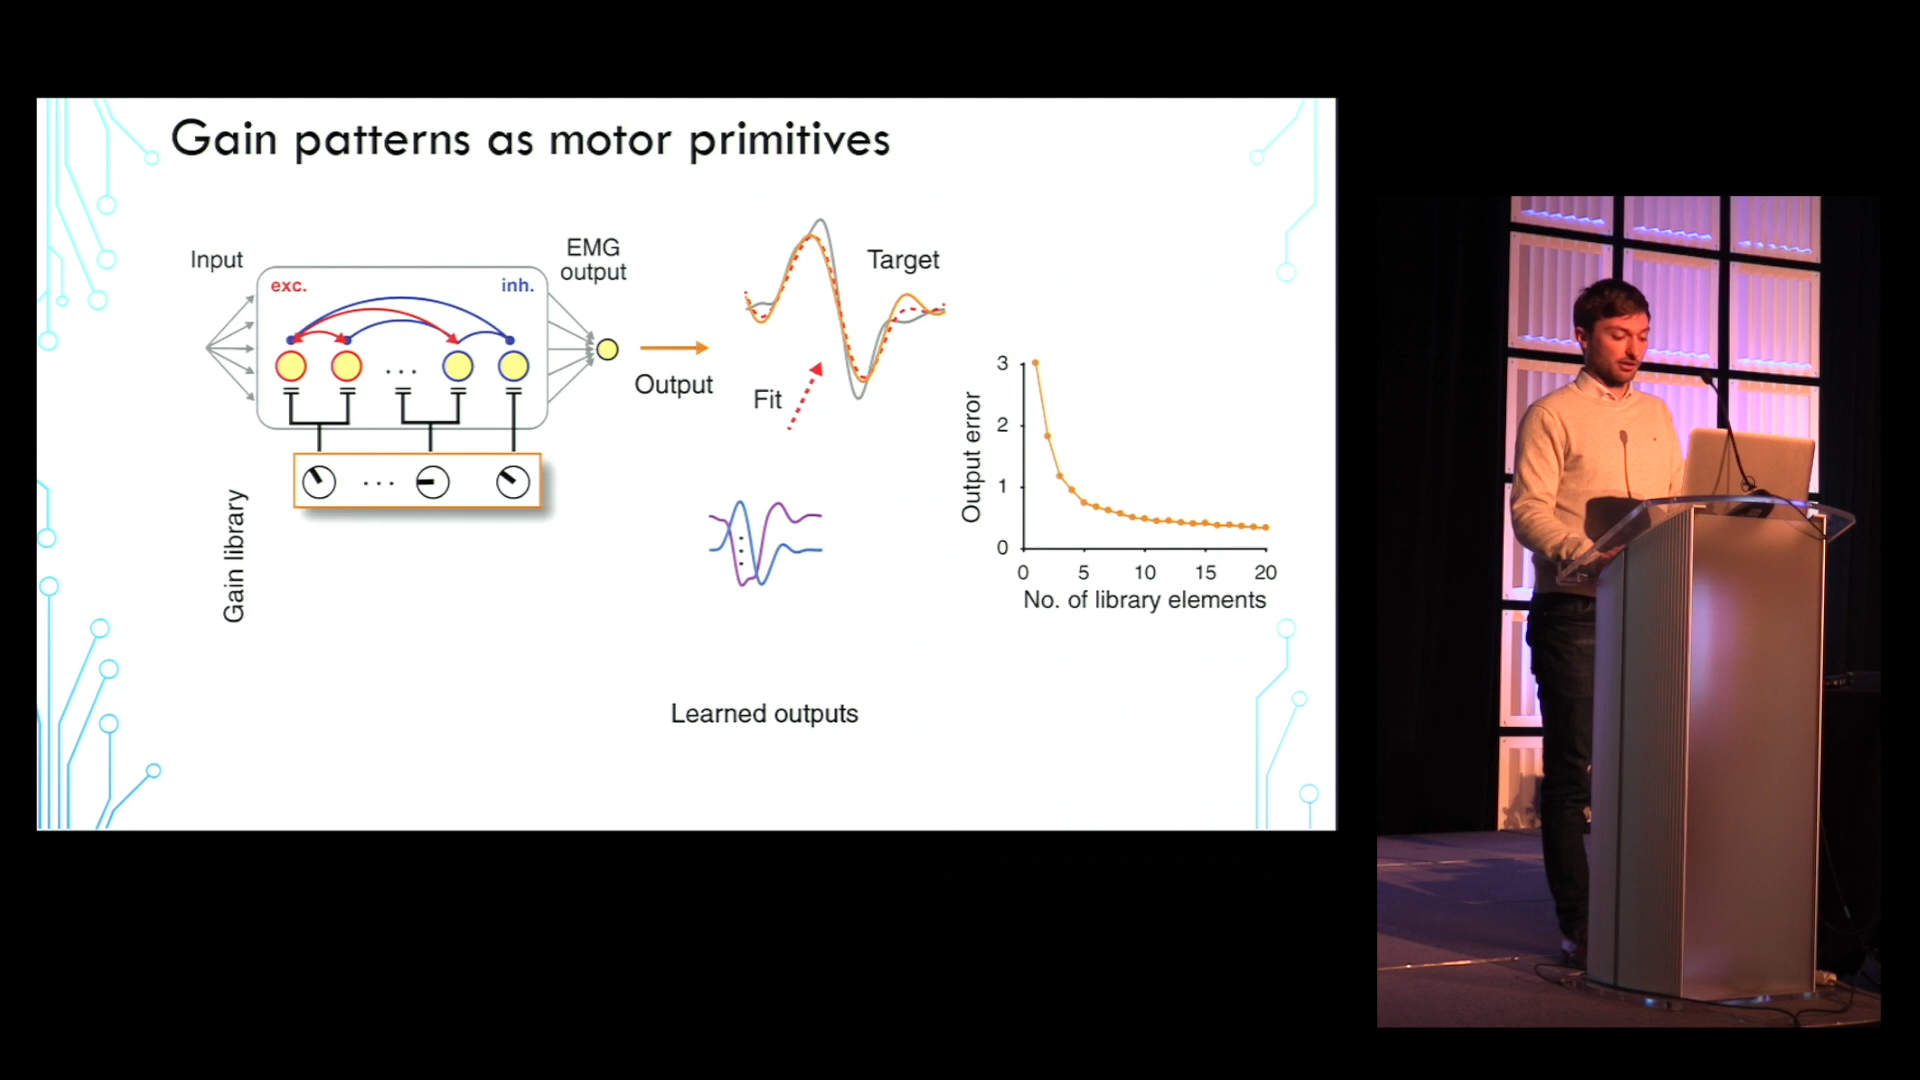 Gain patterns as motor primitives
Input
exc.
inh.
EMG
output
Output
Target
Fit
Gain library
. . .
Learned outputs
Output error
3
2
1
0
0 5 10 15 20
No. of library elements